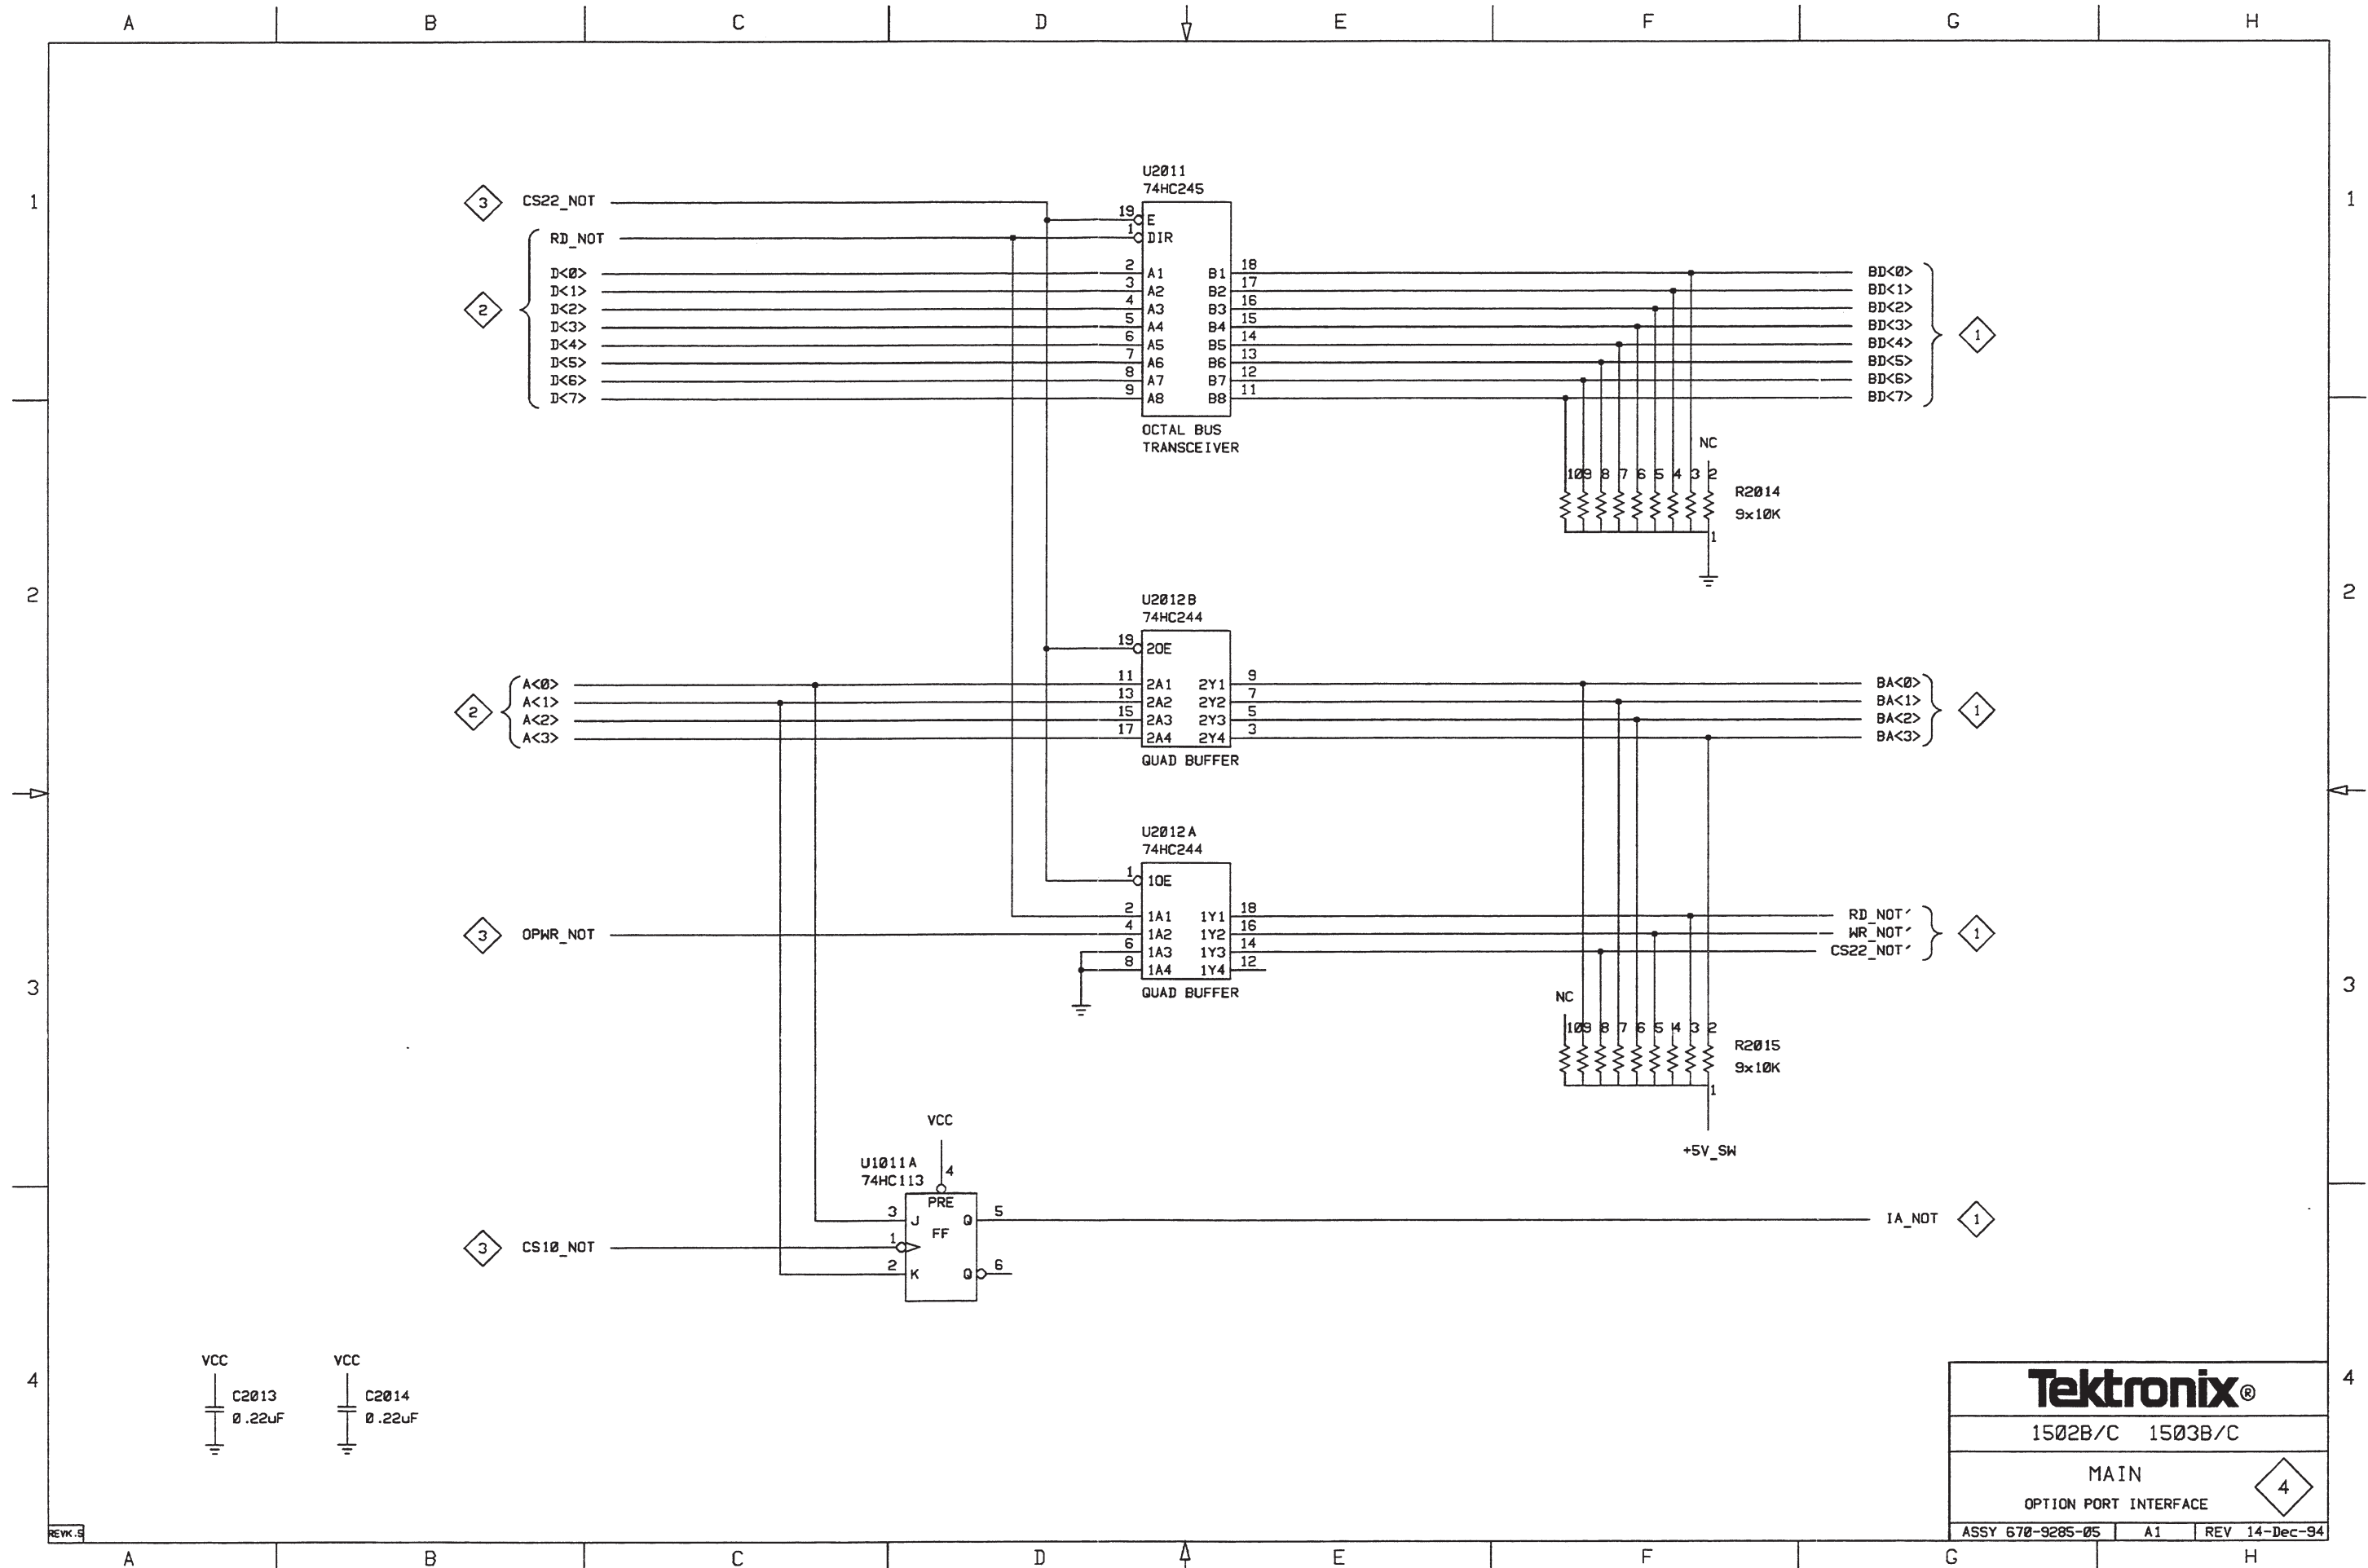 A B C D E F G H
U2011
74HC245
1 1
3 CS22_NOT
19 E
RD_NOT 1 DIR
D<0> 2 A1 B1 18 BD<0>
D<1> 3 A2 B2 17 BD<1>
D<2> 4 A3 B3 16 BD<2>
2
D<3> 5 A4 B4 15 BD<3>
1
D<4> 6 A5 B5 14 BD<4>
D<5> 7 A6 B6 13 BD<5>
D<6> 8 A7 B7 12 BD<6>
D<7> 9 A8 B8 11 BD<7>
OCTAL BUS
TRANSCEIVER
NC
10 9 8 7 6 5 4 3 2
R2014
9x10K
1
2 2
U2012B
74HC244
19 2OE
A<0> 11 2A1 2Y1 9 BA<0>
A<1> 13 2A2 2Y2 7 BA<1>
2 1
A<2> 15 2A3 2Y3 5 BA<2>
A<3> 17 2A4 2Y4 3 BA<3>
QUAD BUFFER
U2012A
74HC244
1 1OE
2 1A1 1Y1 18 RD_NOT'
3 OPWR_NOT 4 1A2 1Y2 16 WR_NOT' 1
6 1A3 1Y3 14 CS22_NOT'
8 1A4 1Y4 12
QUAD BUFFER
3 3
NC
10 9 8 7 6 5 4 3 2
R2015
9x10K
1
+5V_SW
VCC
U1011A
74HC113
4
PRE
3 J Q 5 IA_NOT 1
FF
3 CS10_NOT 1
2 K Q 6
VCC VCC
4 4
C2013 C2014
0.22uF 0.22uF
Tektronix®
1502B/C 1503B/C
MAIN
4
OPTION PORT INTERFACE
ASSY 670-9285-05 A1 REV 14-Dec-94
REVK.5
A B C D E F G H